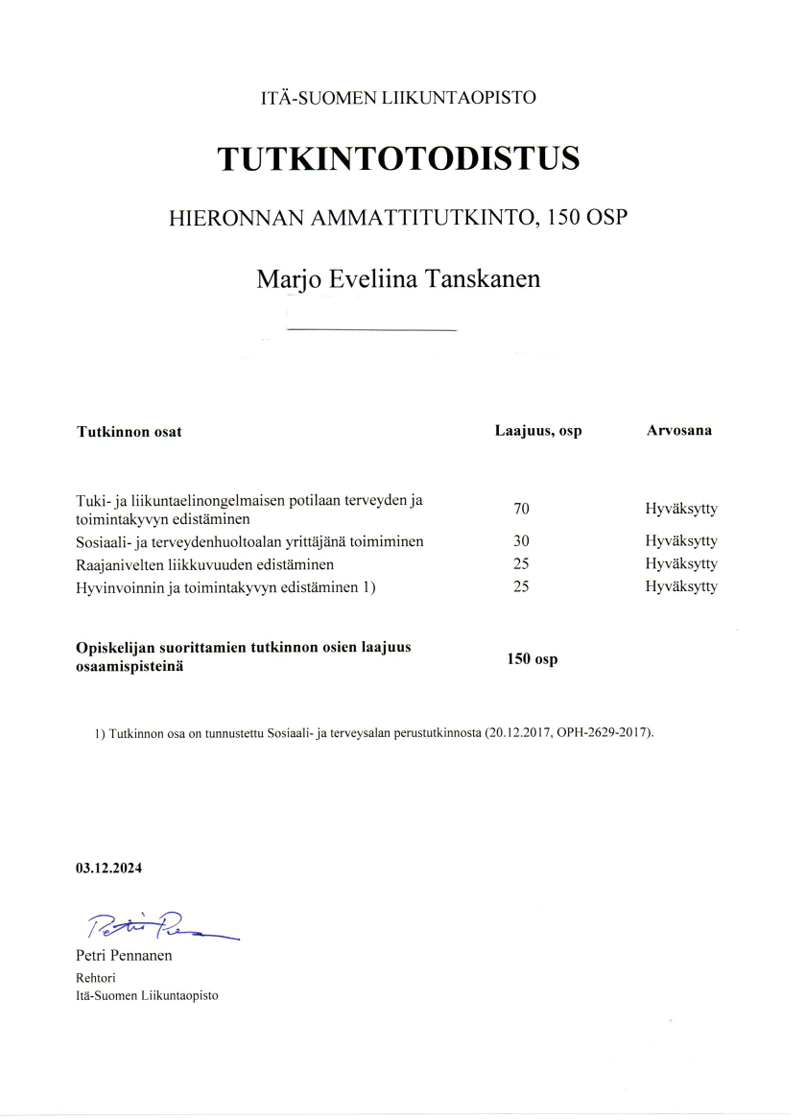 ITÄ-SUOMEN LIIKUNTAOPISTO
TUTKINTOTODISTUS
HIERONNAN AMMATTITUTKINTO, 150 OSP
Marjo Eveliina Tanskanen
Tutkinnon osat Laajuus, osp Arvosana
Tuki- ja liikuntaelinongelmaisen potilaan terveyden ja
toimintakyvyn edistäminen 70 Hyväksytty
Sosiaali- ja terveydenhuoltoalan yrittäjänä toimiminen 30 Hyväksytty
Raajanivelten liikkuvuuden edistäminen 25 Hyväksytty
Hyvinvoinnin ja toimintakyvyn edistäminen 1) 25 Hyväksytty
Opiskelijan suorittamien tutkinnon osien laajuus
osaamispisteinä 150 osp
1) Tutkinnon osa on tunnustettu Sosiaali- ja terveysalan perustutkinnosta (20.12.2017, OPH-2629-2017).
03.12.2024
Petri Pennanen
Rehtori
Itä-Suomen Liikuntaopisto